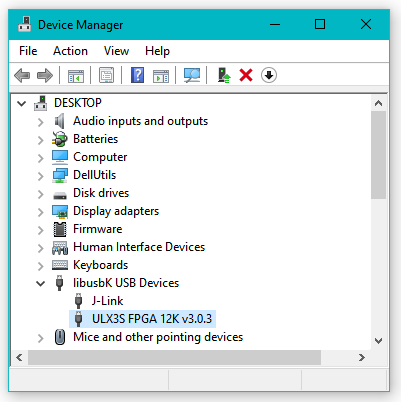 Device Manager
File Action View Help
DESKTOP
Audio inputs and outputs
Batteries
Computer
DellUtils
Disk drives
Display adapters
Firmware
Human Interface Devices
Keyboards
libusbK USB Devices
J-Link
ULX3S FPGA 12K v3.0.3
Mice and other pointing devices